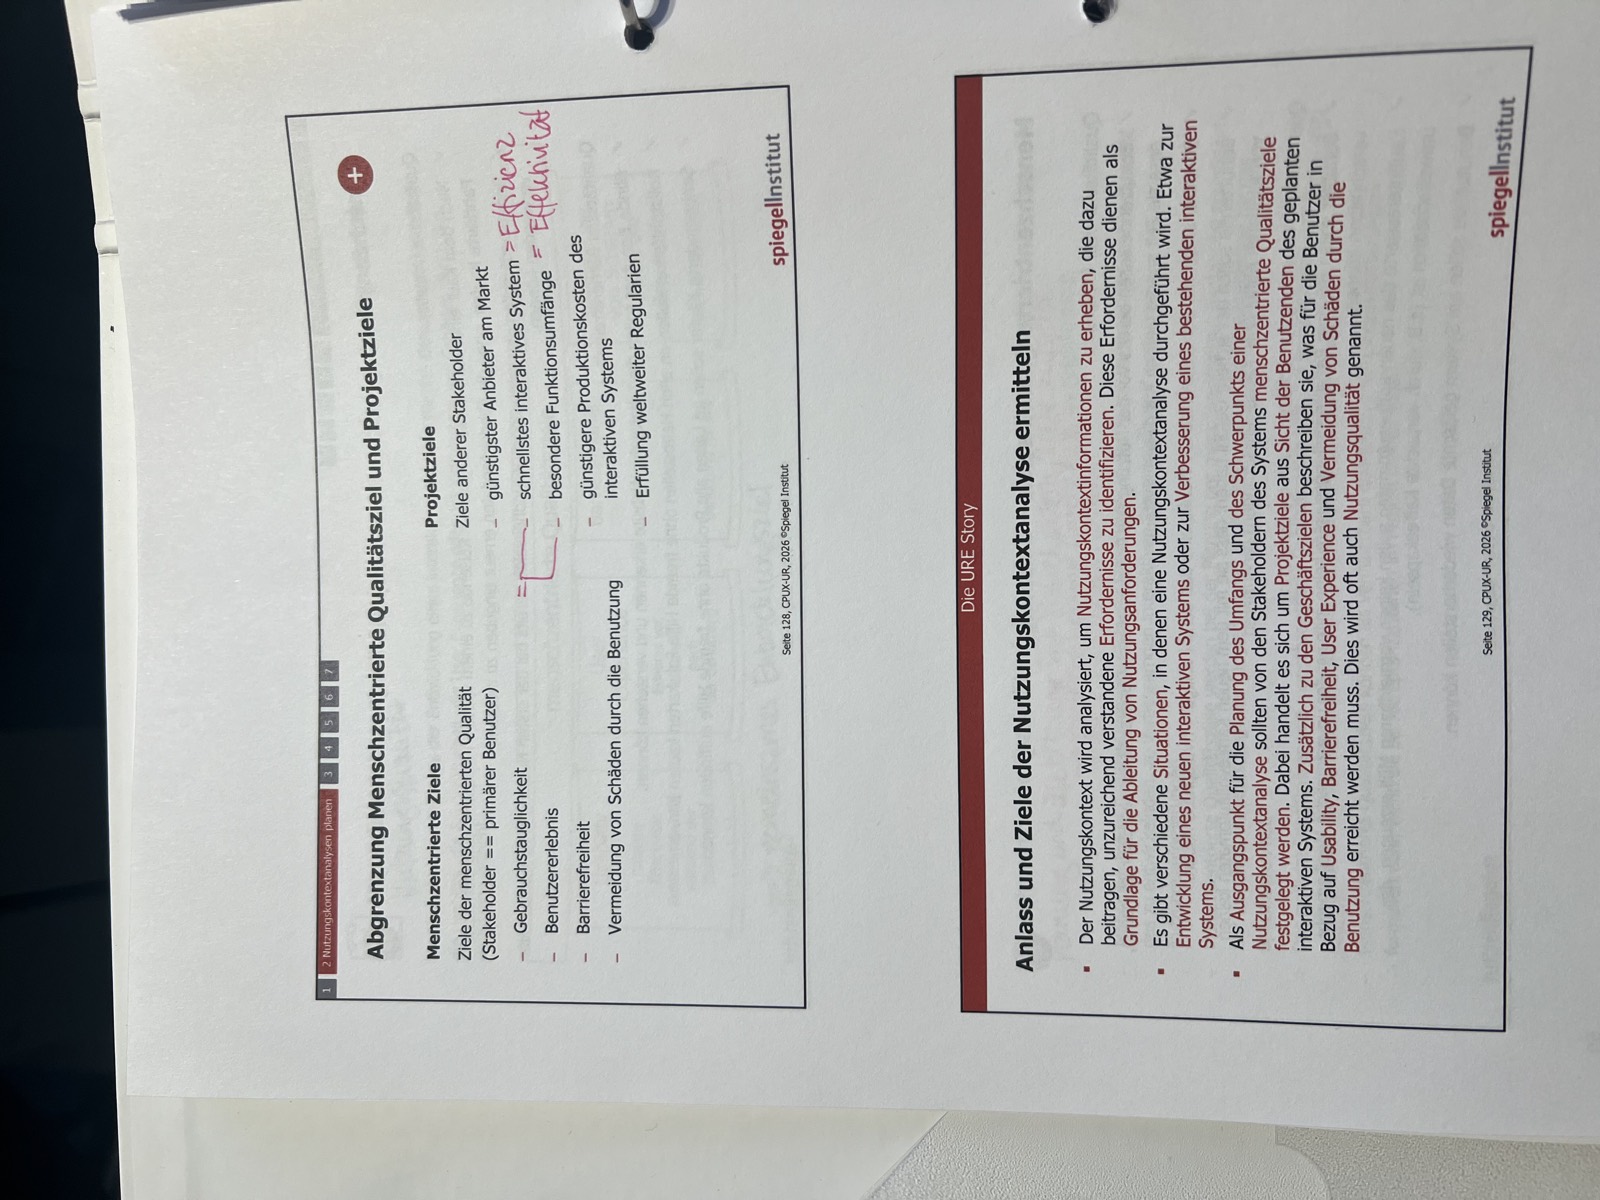 1 2 Nutzungskontextanalysen planen 3 4 5 6 7
Abgrenzung Menschzentrierte Qualitätsziel und Projektziele
+
Menschzentrierte Ziele
Ziele der menschzentrierten Qualität
(Stakeholder == primärer Benutzer)
– Gebrauchstauglichkeit
– Benutzererlebnis
– Barrierefreiheit
– Vermeidung von Schäden durch die Benutzung
Projektziele
Ziele anderer Stakeholder
– günstigster Anbieter am Markt
= – schnellstes interaktives System = Effizienz
– besondere Funktionsumfänge = Effektivität
– günstigere Produktionskosten des
interaktiven Systems
– Erfüllung weltweiter Regularien
Seite 128, CPUX-UR, 2026 ©Spiegel Institut
spiegelInstitut
Die URE Story
Anlass und Ziele der Nutzungskontextanalyse ermitteln
▪ Der Nutzungskontext wird analysiert, um Nutzungskontextinformationen zu erheben, die dazu
beitragen, unzureichend verstandene Erfordernisse zu identifizieren. Diese Erfordernisse dienen als
Grundlage für die Ableitung von Nutzungsanforderungen.
▪ Es gibt verschiedene Situationen, in denen eine Nutzungskontextanalyse durchgeführt wird. Etwa zur
Entwicklung eines neuen interaktiven Systems oder zur Verbesserung eines bestehenden interaktiven
Systems.
▪ Als Ausgangspunkt für die Planung des Umfangs und des Schwerpunkts einer
Nutzungskontextanalyse sollten von den Stakeholdern des Systems menschzentrierte Qualitätsziele
festgelegt werden. Dabei handelt es sich um Projektziele aus Sicht der Benutzenden des geplanten
interaktiven Systems. Zusätzlich zu den Geschäftszielen beschreiben sie, was für die Benutzer in
Bezug auf Usability, Barrierefreiheit, User Experience und Vermeidung von Schäden durch die
Benutzung erreicht werden muss. Dies wird oft auch Nutzungsqualität genannt.
Seite 129, CPUX-UR, 2026 ©Spiegel Institut
spiegelInstitut